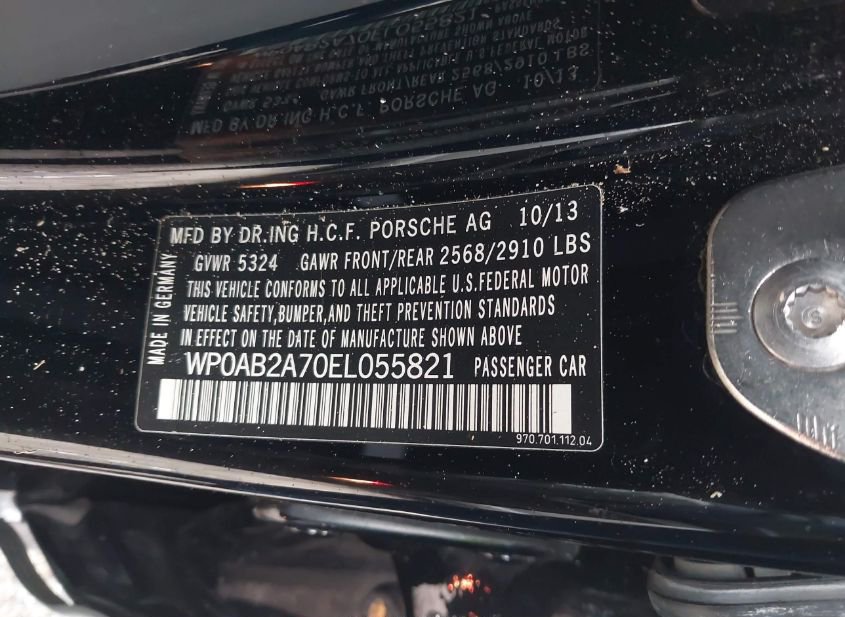 MFD BY DR.ING H.C.F. PORSCHE AG 10/13
GVWR 5324 GAWR FRONT/REAR 2568/2910 LBS
THIS VEHICLE CONFORMS TO ALL APPLICABLE U.S.FEDERAL MOTOR
VEHICLE SAFETY,BUMPER,AND THEFT PREVENTION STANDARDS
IN EFFECT ON THE DATE OF MANUFACTURE SHOWN ABOVE
WP0AB2A70EL055821 PASSENGER CAR
970.701.112.04
MADE IN GERMANY